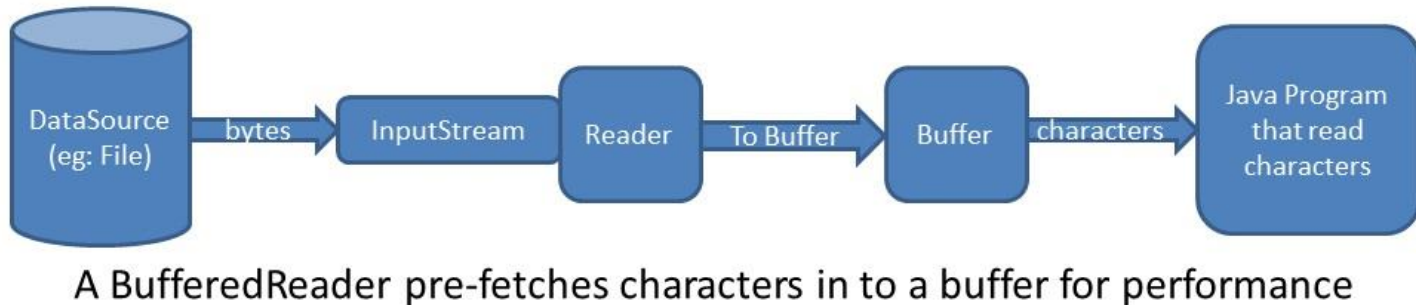 DataSource
(eg: File)
bytes
InputStream
Reader
To Buffer
Buffer
characters
Java Program
that read
characters
A BufferedReader pre-fetches characters in to a buffer for performance